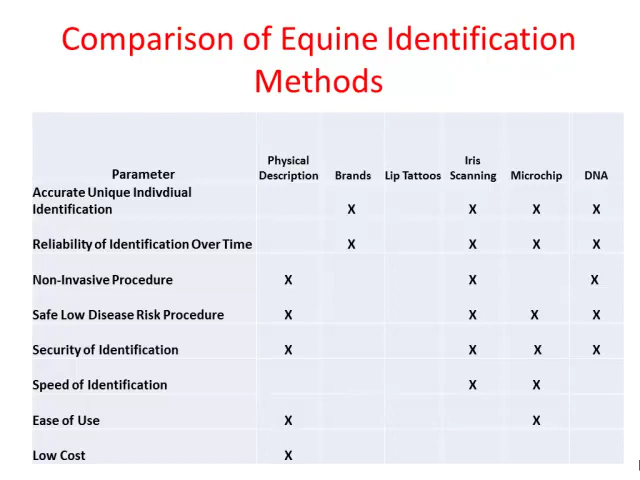 Comparison of Equine Identification
Methods
Parameter Physical Description Brands Lip Tattoos Iris Scanning Microchip DNA
Accurate Unique Indivdiual Identification X X X X
Reliability of Identification Over Time X X X X
Non-Invasive Procedure X X X
Safe Low Disease Risk Procedure X X X X
Security of Identification X X X X
Speed of Identification X X
Ease of Use X X
Low Cost X